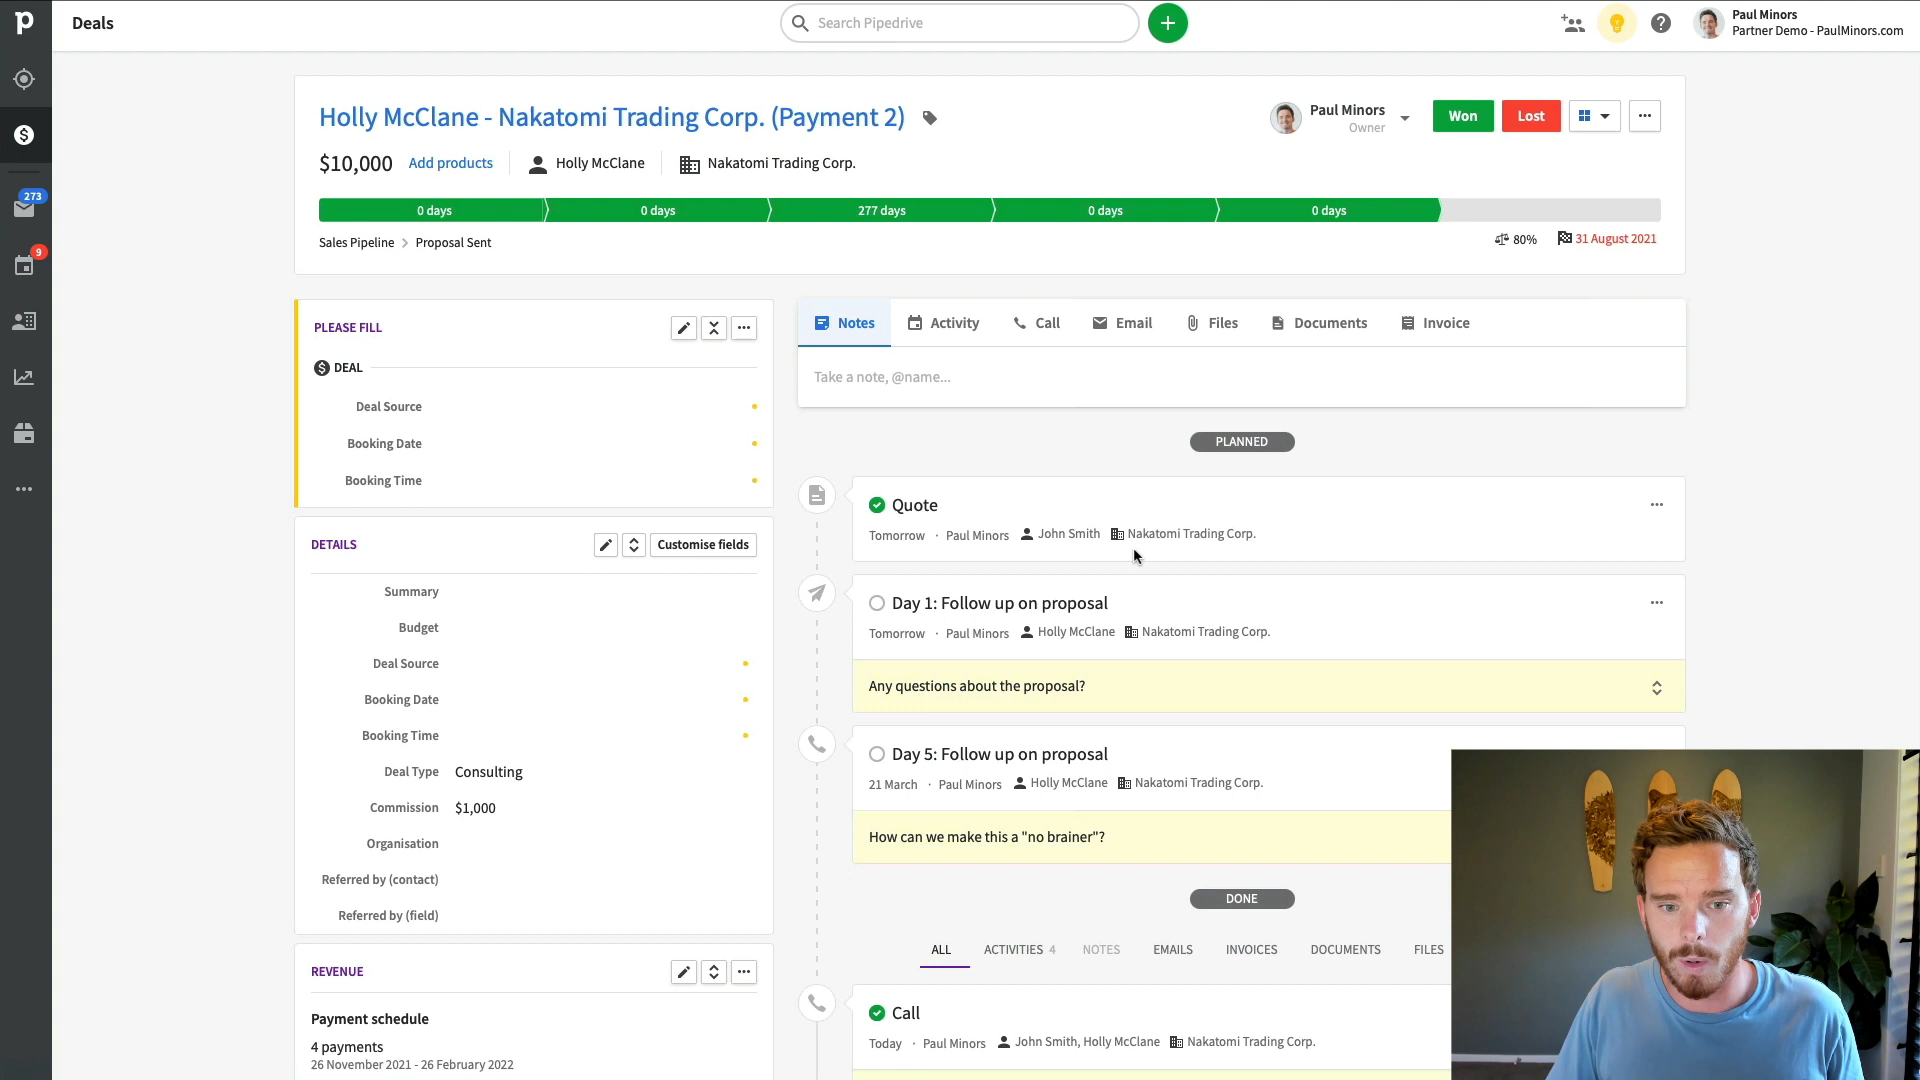 p
Deals
Search Pipedrive
Paul Minors
Partner Demo - PaulMinors.com
273
9
Holly McClane - Nakatomi Trading Corp. (Payment 2)
Paul Minors
Owner
Won
Lost
$10,000 Add products Holly McClane Nakatomi Trading Corp.
0 days 0 days 277 days 0 days 0 days
Sales Pipeline > Proposal Sent
80% 31 August 2021
PLEASE FILL
DEAL
Deal Source
Booking Date
Booking Time
DETAILS
Customise fields
Summary
Budget
Deal Source
Booking Date
Booking Time
Deal Type Consulting
Commission $1,000
Organisation
Referred by (contact)
Referred by (field)
REVENUE
Payment schedule
4 payments
26 November 2021 - 26 February 2022
Notes Activity Call Email Files Documents Invoice
Take a note, @name...
PLANNED
Quote
Tomorrow · Paul Minors John Smith Nakatomi Trading Corp.
Day 1: Follow up on proposal
Tomorrow · Paul Minors Holly McClane Nakatomi Trading Corp.
Any questions about the proposal?
Day 5: Follow up on proposal
21 March · Paul Minors Holly McClane Nakatomi Trading Corp.
How can we make this a "no brainer"?
DONE
ALL ACTIVITIES 4 NOTES EMAILS INVOICES DOCUMENTS FILES
Call
Today · Paul Minors John Smith, Holly McClane Nakatomi Trading Corp.